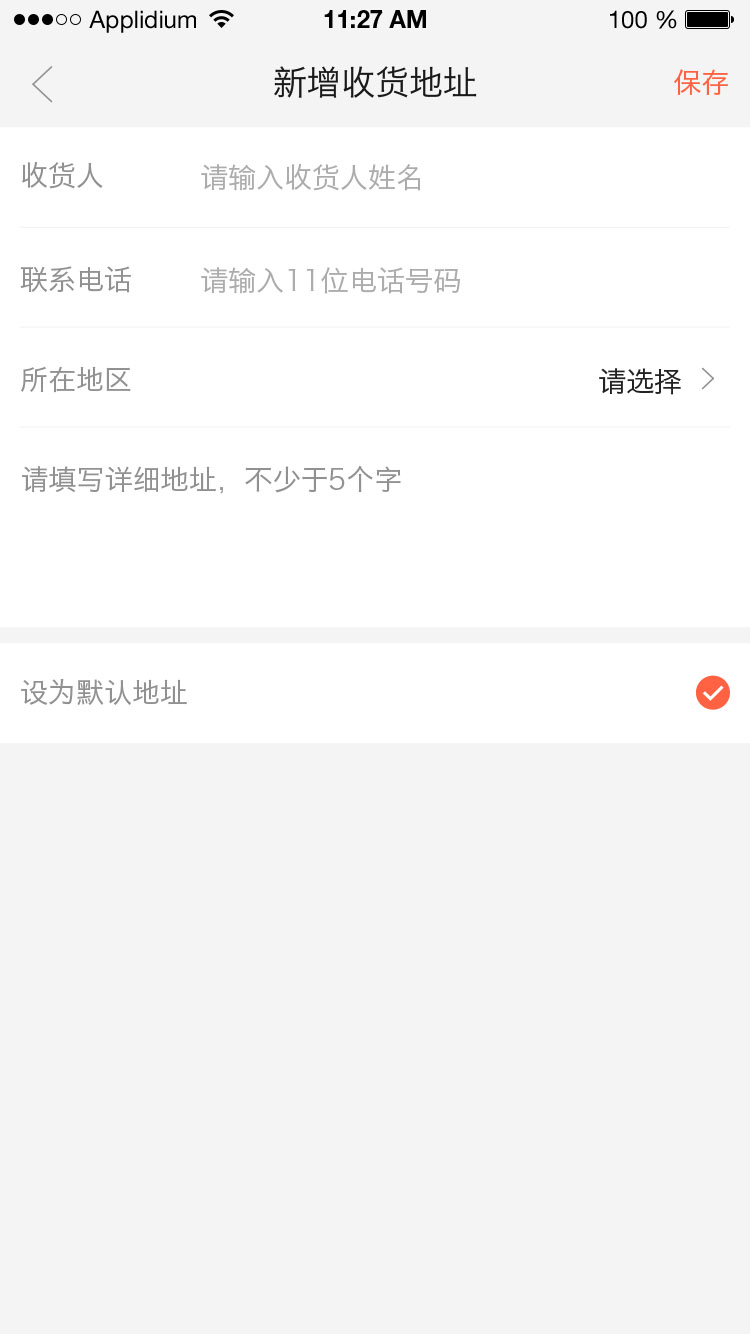 Applidium 11:27 AM 100 %
新增收货地址 保存
收货人 请输入收货人姓名
联系电话 请输入11位电话号码
所在地区 请选择
请填写详细地址，不少于5个字
设为默认地址